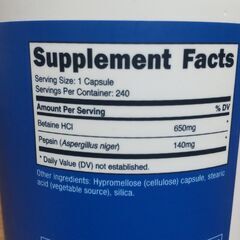 Supplement Facts
Serving Size: 1 Capsule
Servings Per Container: 240
Amount Per Serving % DV
Betaine HCl 650mg *
Pepsin (Aspergillus niger) 140mg *
* Daily Value (DV) not established.
Other ingredients: Hypromellose (cellulose) capsule, stearic
acid (vegetable source), silica.